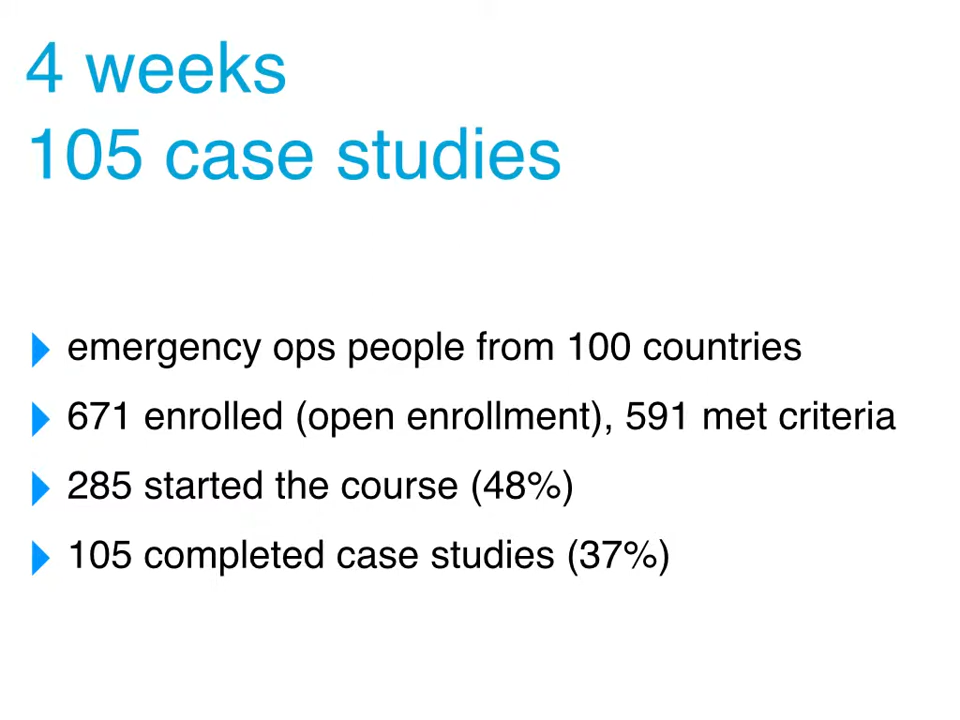 4 weeks
105 case studies
emergency ops people from 100 countries
671 enrolled (open enrollment), 591 met criteria
285 started the course (48%)
105 completed case studies (37%)